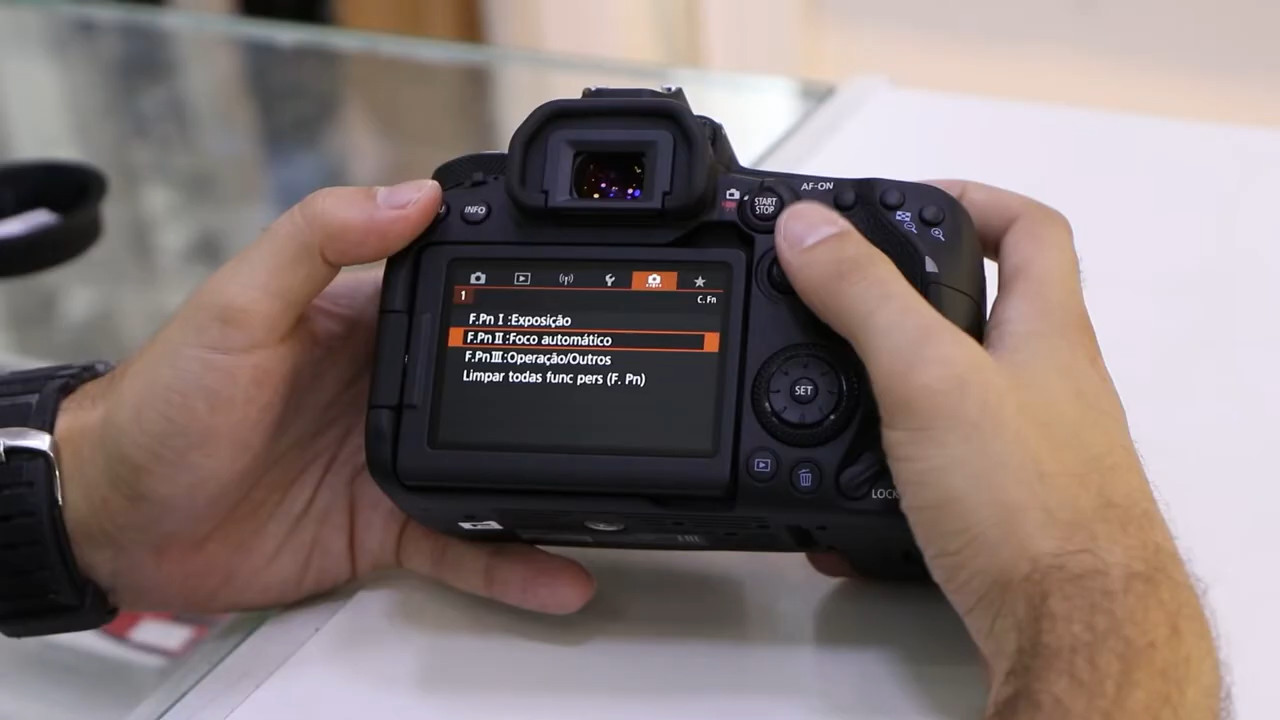 AF-ON
START
STOP
INFO
1
C. Fn
F.Pn I :Exposição
F.Pn II :Foco automático
F.Pn III:Operação/Outros
Limpar todas func pers (F. Pn)
SET
LOCK